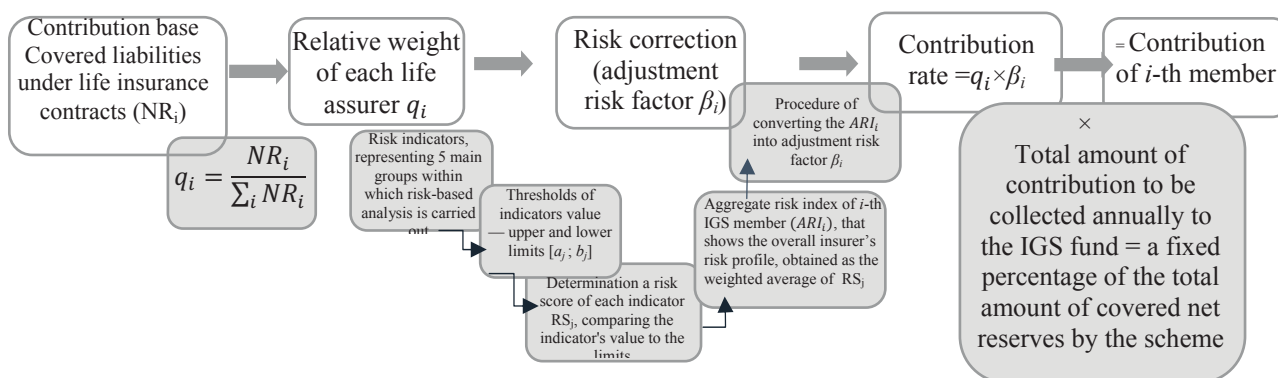 Contribution base
Covered liabilities
under life insurance
contracts (NRᵢ)
Relative weight
of each life
assurer qᵢ
Risk correction
(adjustment
risk factor βᵢ)
Contribution
rate =qᵢ×βᵢ
= Contribution
of i-th member
qᵢ = NRᵢ / ∑ᵢ NRᵢ
Risk indicators,
representing 5 main
groups within
which risk-based
analysis is carried
out
Thresholds of
indicators value
— upper and lower
limits [aⱼ ; bⱼ]
Determination a risk
score of each indicator
RSⱼ, comparing the
indicator's value to the
limits
Aggregate risk index of i-th
IGS member (ARIᵢ), that
shows the overall insurer’s
risk profile, obtained as the
weighted average of RSⱼ
Procedure of
converting the ARIᵢ
into adjustment risk
factor βᵢ
×
Total amount of
contribution to be
collected annually to
the IGS fund = a fixed
percentage of the total
amount of covered net
reserves by the scheme